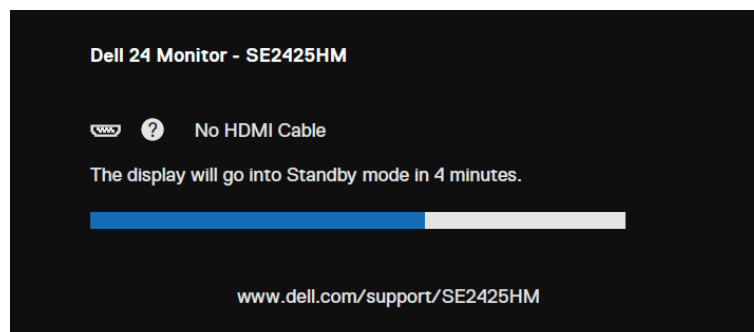 Dell 24 Monitor - SE2425HM
? No HDMI Cable
The display will go into Standby mode in 4 minutes.
www.dell.com/support/SE2425HM